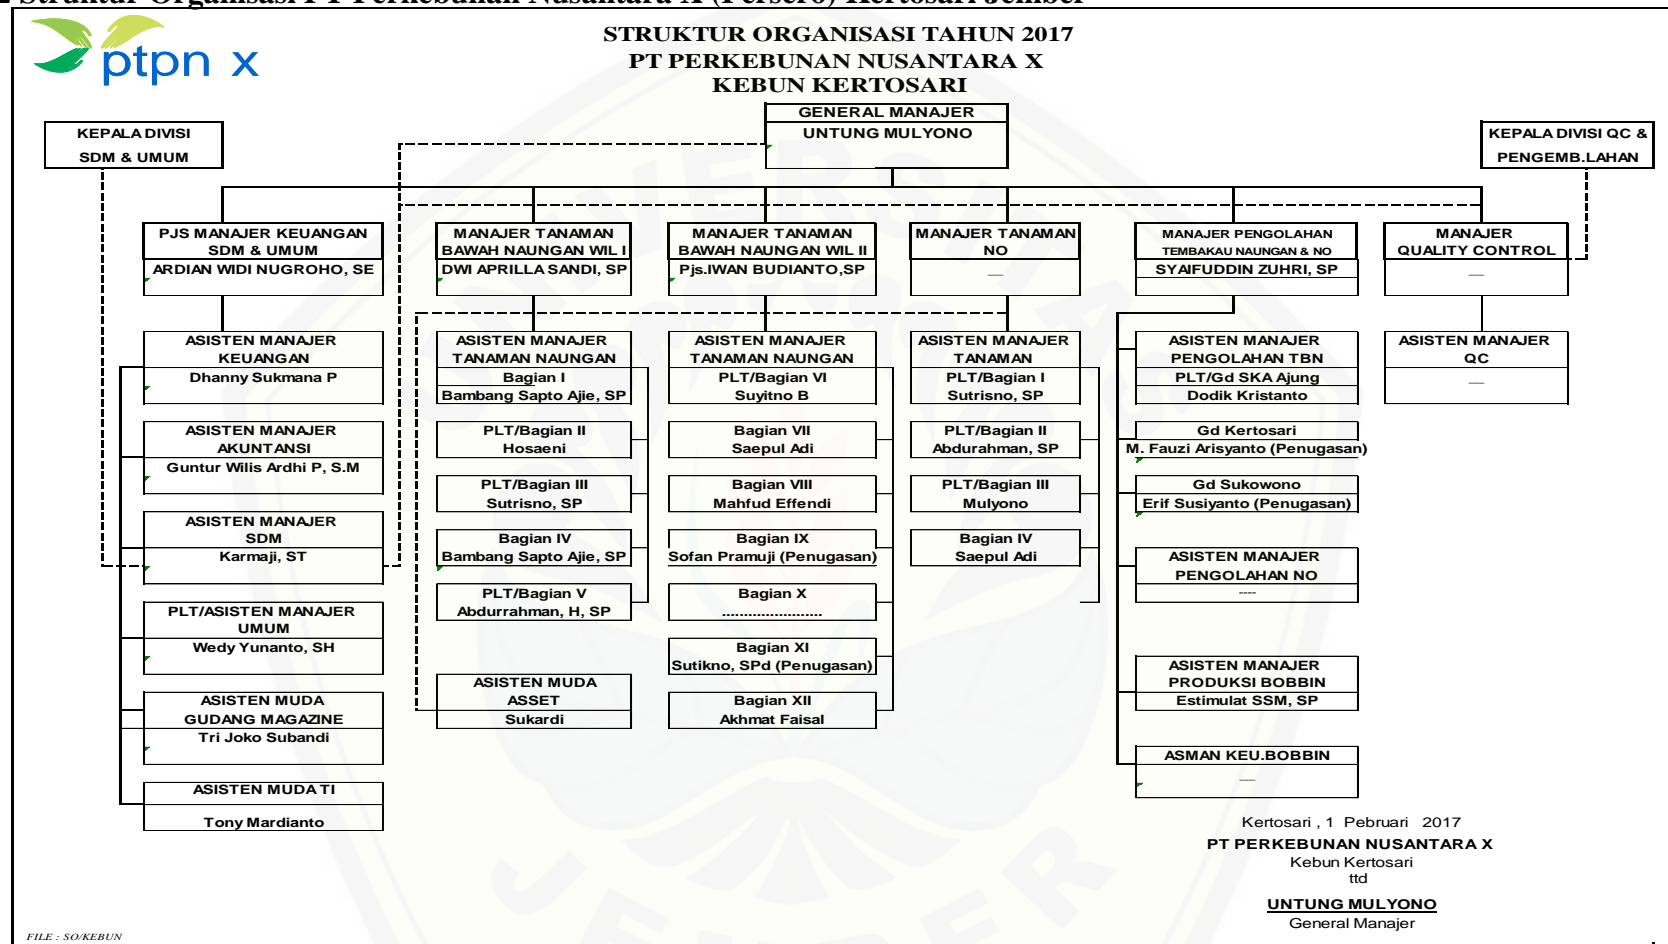 2 Struktur Organisasi PT Perkebunan Nusantara X (Persero) Kertosari Jember
ptpn x
STRUKTUR ORGANISASI TAHUN 2017
PT PERKEBUNAN NUSANTARA X
KEBUN KERTOSARI
GENERAL MANAJER
UNTUNG MULYONO
KEPALA DIVISI
SDM & UMUM
KEPALA DIVISI QC &
PENGEMB.LAHAN
PJS MANAJER KEUANGAN
SDM & UMUM
ARDIAN WIDI NUGROHO, SE
MANAJER TANAMAN
BAWAH NAUNGAN WIL I
DWI APRILLA SANDI, SP
MANAJER TANAMAN
BAWAH NAUNGAN WIL II
Pjs.IWAN BUDIANTO,SP
MANAJER TANAMAN
NO
—
MANAJER PENGOLAHAN
TEMBAKAU NAUNGAN & NO
SYAIFUDDIN ZUHRI, SP
MANAJER
QUALITY CONTROL
—
ASISTEN MANAJER
KEUANGAN
Dhanny Sukmana P
ASISTEN MANAJER
AKUNTANSI
Guntur Wilis Ardhi P, S.M
ASISTEN MANAJER
SDM
Karmaji, ST
PLT/ASISTEN MANAJER
UMUM
Wedy Yunanto, SH
ASISTEN MUDA
GUDANG MAGAZINE
Tri Joko Subandi
ASISTEN MUDA TI
Tony Mardianto
ASISTEN MANAJER
TANAMAN NAUNGAN
Bagian I
Bambang Sapto Ajie, SP
PLT/Bagian II
Hosaeni
PLT/Bagian III
Sutrisno, SP
Bagian IV
Bambang Sapto Ajie, SP
PLT/Bagian V
Abdurrahman, H, SP
ASISTEN MUDA
ASSET
Sukardi
ASISTEN MANAJER
TANAMAN NAUNGAN
PLT/Bagian VI
Suyitno B
Bagian VII
Saepul Adi
Bagian VIII
Mahfud Effendi
Bagian IX
Sofan Pramuji (Penugasan)
Bagian X
.......................
Bagian XI
Sutikno, SPd (Penugasan)
Bagian XII
Akhmat Faisal
ASISTEN MANAJER
TANAMAN
PLT/Bagian I
Sutrisno, SP
PLT/Bagian II
Abdurahman, SP
PLT/Bagian III
Mulyono
Bagian IV
Saepul Adi
ASISTEN MANAJER
PENGOLAHAN TBN
PLT/Gd SKA Ajung
Dodik Kristanto
Gd Kertosari
M. Fauzi Arisyanto (Penugasan)
Gd Sukowono
Erif Susiyanto (Penugasan)
ASISTEN MANAJER
PENGOLAHAN NO
----
ASISTEN MANAJER
PRODUKSI BOBBIN
Estimulat SSM, SP
ASMAN KEU.BOBBIN
—
ASISTEN MANAJER
QC
—
Kertosari , 1 Pebruari 2017
PT PERKEBUNAN NUSANTARA X
Kebun Kertosari
ttd
UNTUNG MULYONO
General Manajer
FILE : SO/KEBUN
UNIVERSITAS
JEMBER